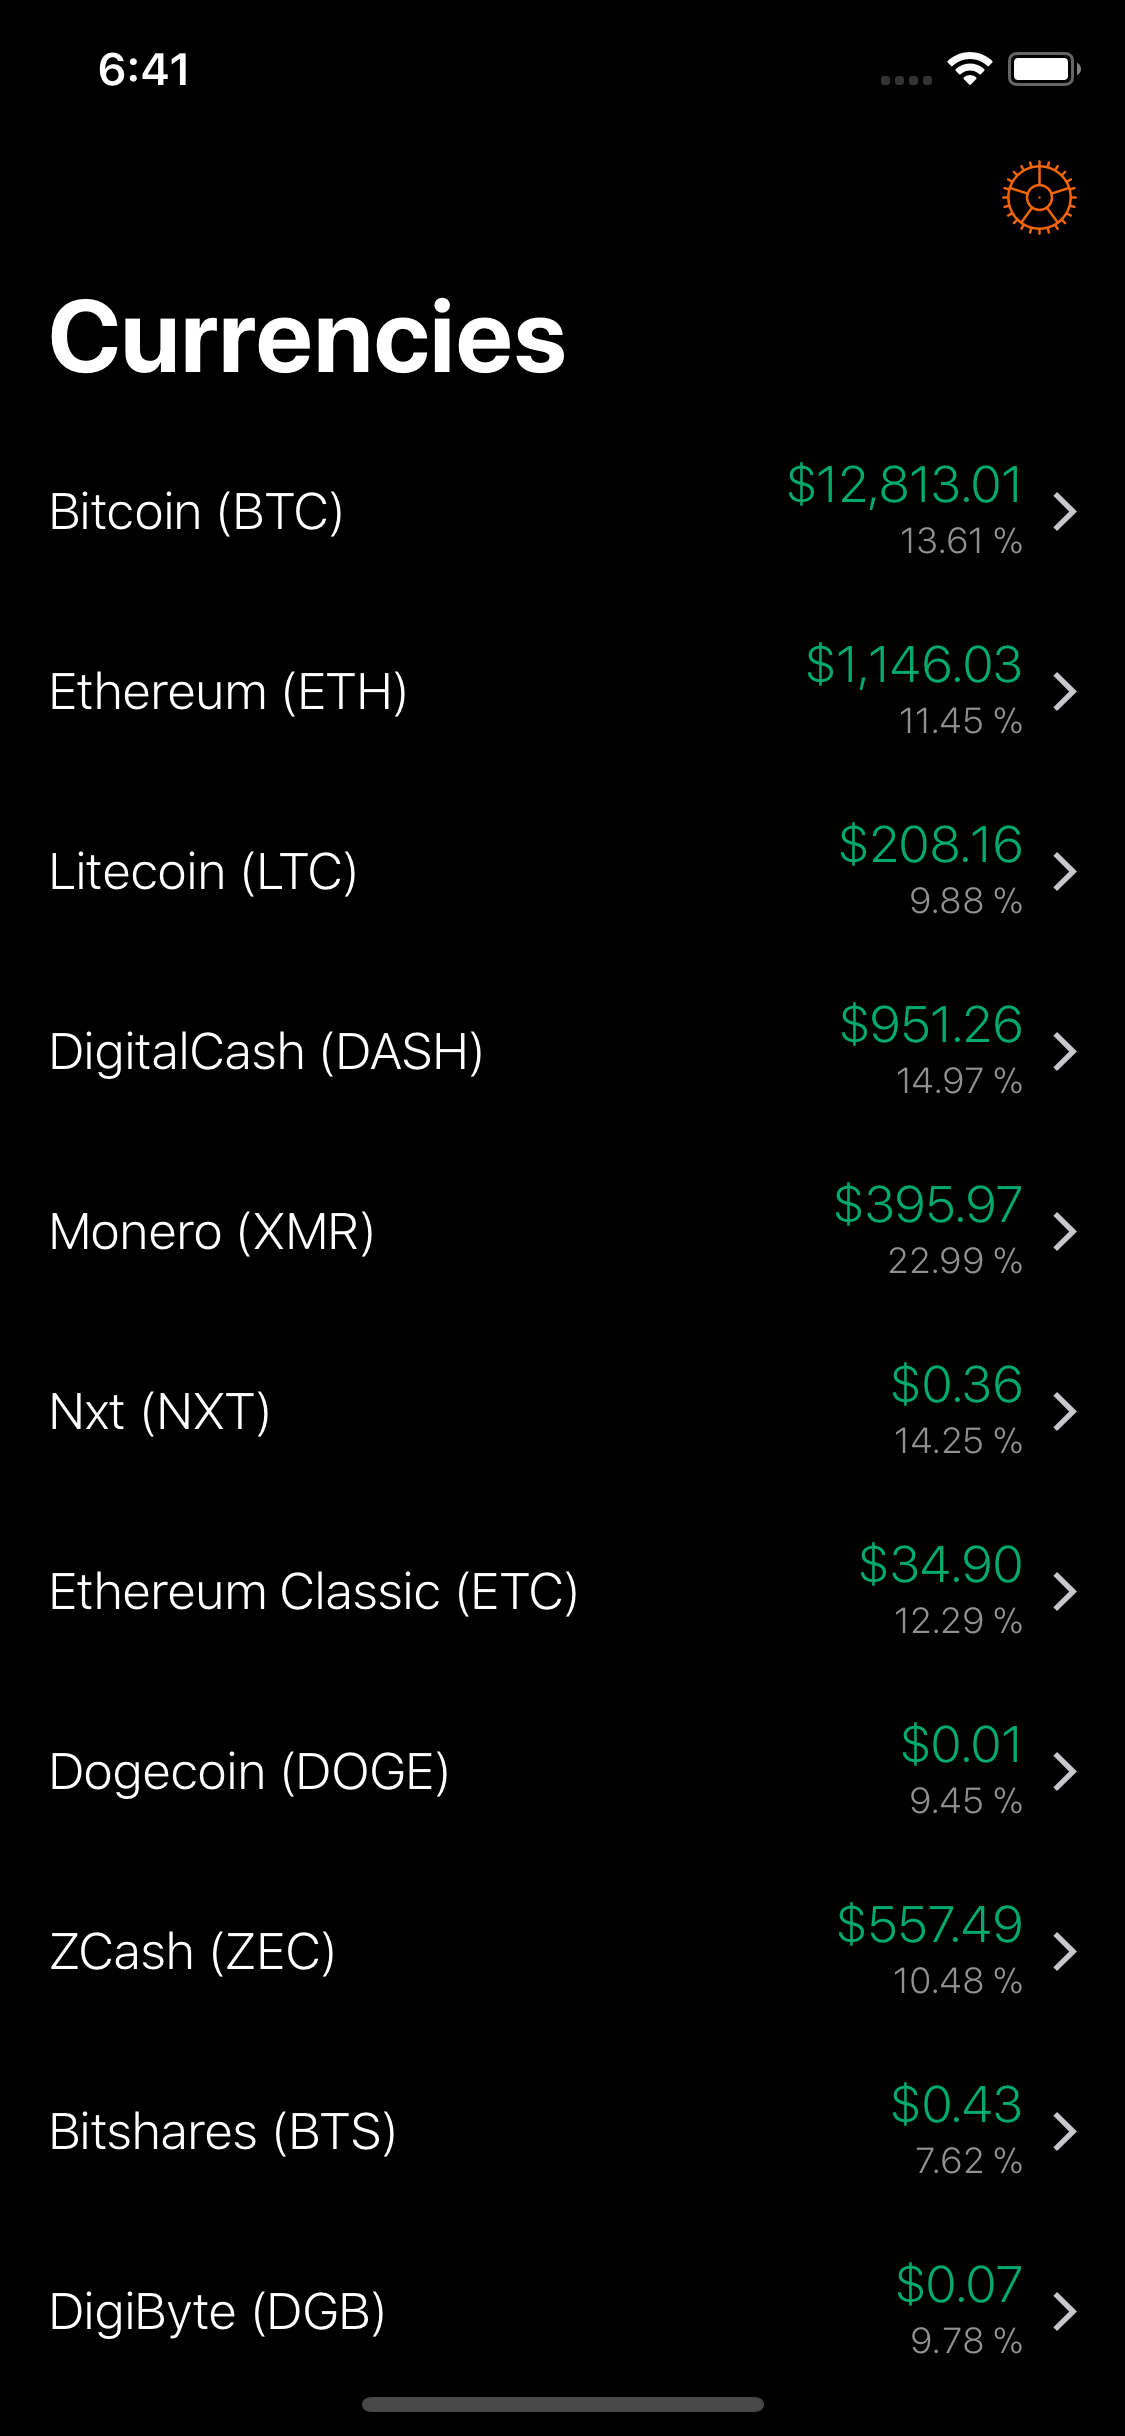 6:41
Currencies
Bitcoin (BTC)
$12,813.01
13.61 %
Ethereum (ETH)
$1,146.03
11.45 %
Litecoin (LTC)
$208.16
9.88 %
DigitalCash (DASH)
$951.26
14.97 %
Monero (XMR)
$395.97
22.99 %
Nxt (NXT)
$0.36
14.25 %
Ethereum Classic (ETC)
$34.90
12.29 %
Dogecoin (DOGE)
$0.01
9.45 %
ZCash (ZEC)
$557.49
10.48 %
Bitshares (BTS)
$0.43
7.62 %
DigiByte (DGB)
$0.07
9.78 %